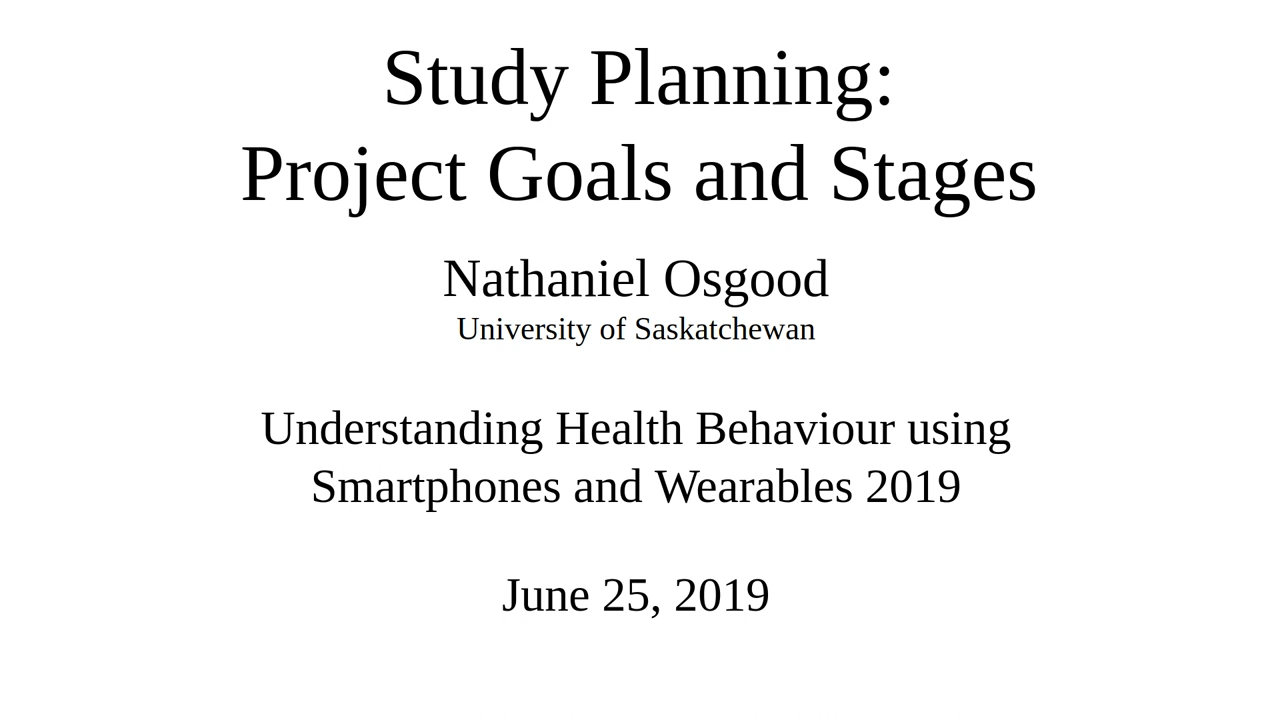 Study Planning:
Project Goals and Stages
Nathaniel Osgood
University of Saskatchewan
Understanding Health Behaviour using
Smartphones and Wearables 2019
June 25, 2019